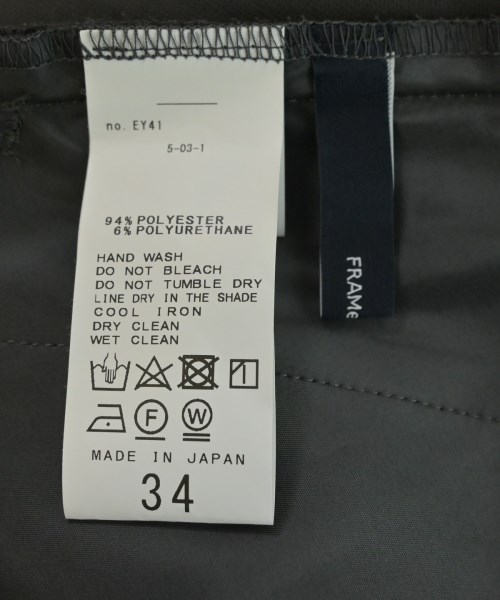 no. EY41
5-03-1
94% POLYESTER
6% POLYURETHANE
HAND WASH
DO NOT BLEACH
DO NOT TUMBLE DRY
LINE DRY IN THE SHADE
COOL IRON
DRY CLEAN
WET CLEAN
F W
MADE IN JAPAN
34
FRAMe